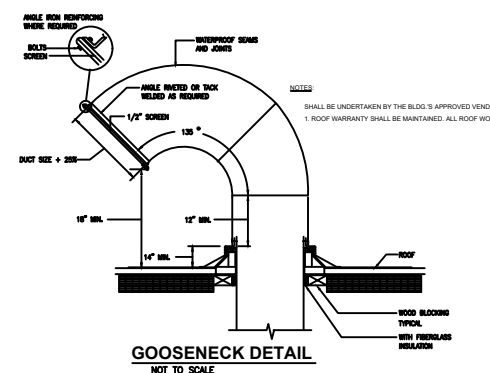 ANGLE IRON REINFORCING
WHERE REQUIRED
BOLTS
SCREEN
WATERPROOF SEAMS
AND JOINTS
ANGLE RIVETED OR TACK
WELDED AS REQUIRED
1/2" SCREEN
135 °
DUCT SIZE + 25%
18" MIN.
12" MIN.
14" MIN.
NOTES:
SHALL BE UNDERTAKEN BY THE BLDG.'S APPROVED VEND
1. ROOF WARRANTY SHALL BE MAINTAINED. ALL ROOF WO
ROOF
WOOD BLOCKING
TYPICAL
WITH FIBERGLASS
INSULATION
GOOSENECK DETAIL
NOT TO SCALE